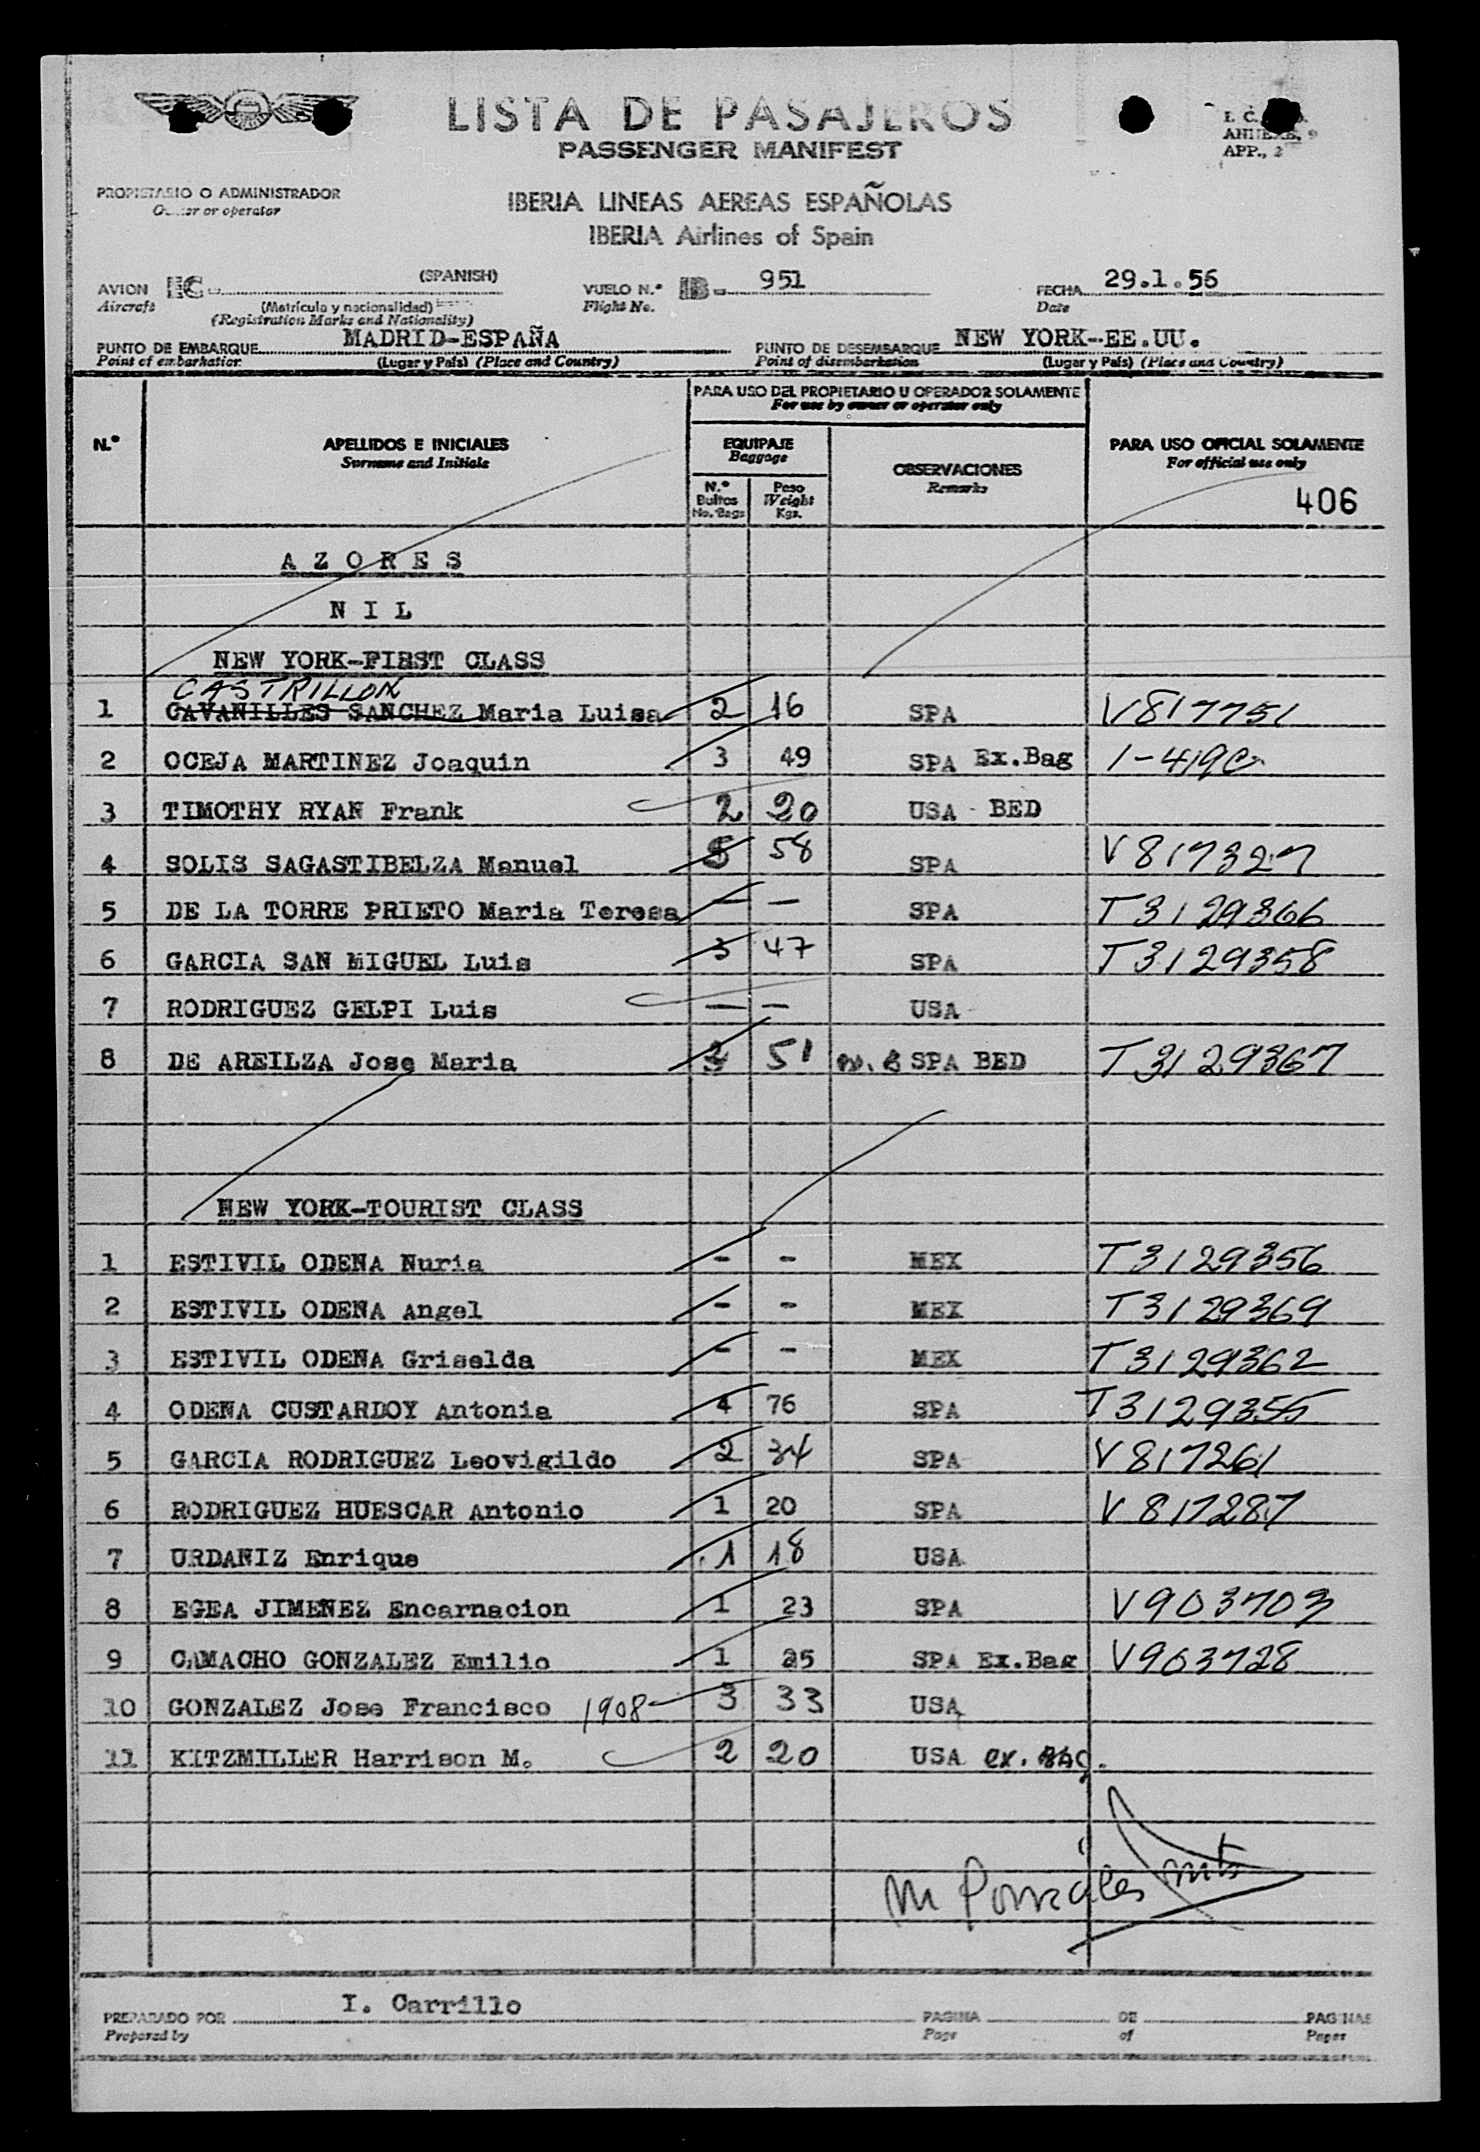 LISTA DE PASAJEROS
PASSENGER MANIFEST
I. C.
APP., 2
PROPIETARIO O ADMINISTRADOR
Owner or operator
IBERIA LINEAS AEREAS ESPAÑOLAS
IBERIA Airlines of Spain
AVION EC- (SPANISH)
Aircraft
(Matrícula y nacionalidad)
(Registration Marks and Nationality)
VUELO N.º IB- 951
Flight No.
FECHA 29.1.56
Date
PUNTO DE EMBARQUE MADRID-ESPAÑA
Point of embarkation (Lugar y País) (Place and Country)
PUNTO DE DESEMBARQUE NEW YORK-EE.UU.
Point of disembarkation (Lugar y País) (Place and Country)
N.º
APELLIDOS E INICIALES
Surname and Initials
PARA USO DEL PROPIETARIO U OPERADOR SOLAMENTE
For use by owner or operator only
EQUIPAJE
Baggage
N.º Bultos
No. Bags
Peso
Weight
Kgs.
OBSERVACIONES
Remarks
PARA USO OFICIAL SOLAMENTE
For official use only
406
AZORES
NIL
NEW YORK-FIRST CLASS
CASTRILLON
1 CAVANILLES SANCHEZ Maria Luisa 2 16 SPA V817751
2 OCEJA MARTINEZ Joaquin 3 49 SPA Ex.Bag
3 TIMOTHY RYAN Frank 2 20 USA - BED
4 SOLIS SAGASTIBELZA Manuel 5 58 SPA V817327
5 DE LA TORRE PRIETO Maria Teresa — — SPA T3129366
6 GARCIA SAN MIGUEL Luis 3 47 SPA T3129358
7 RODRIGUEZ GELPI Luis — — USA
8 DE AREILZA Jose Maria 3 51 SPA BED T3129367
NEW YORK-TOURIST CLASS
1 ESTIVIL ODENA Nuria - - MEX T3129356
2 ESTIVIL ODENA Angel - - MEX T3129369
3 ESTIVIL ODENA Griselda - - MEX T3129362
4 ODENA CUSTARDOY Antonia 4 76 SPA T3129355
5 GARCIA RODRIGUEZ Leovigildo 2 34 SPA V817261
6 RODRIGUEZ HUESCAR Antonio 1 20 SPA V817287
7 URDANIZ Enrique 1 18 USA
8 EGEA JIMENEZ Encarnacion 1 23 SPA V903703
9 CAMACHO GONZALEZ Emilio 1 25 SPA Ex.Bag V903728
10 GONZALEZ Jose Francisco 1908 3 33 USA
11 KITZMILLER Harrison M. 2 20 USA ex. Bag.
PREPARADO POR I. Carrillo
Prepared by
PAGINA DE PAGINAS
Page of Pages